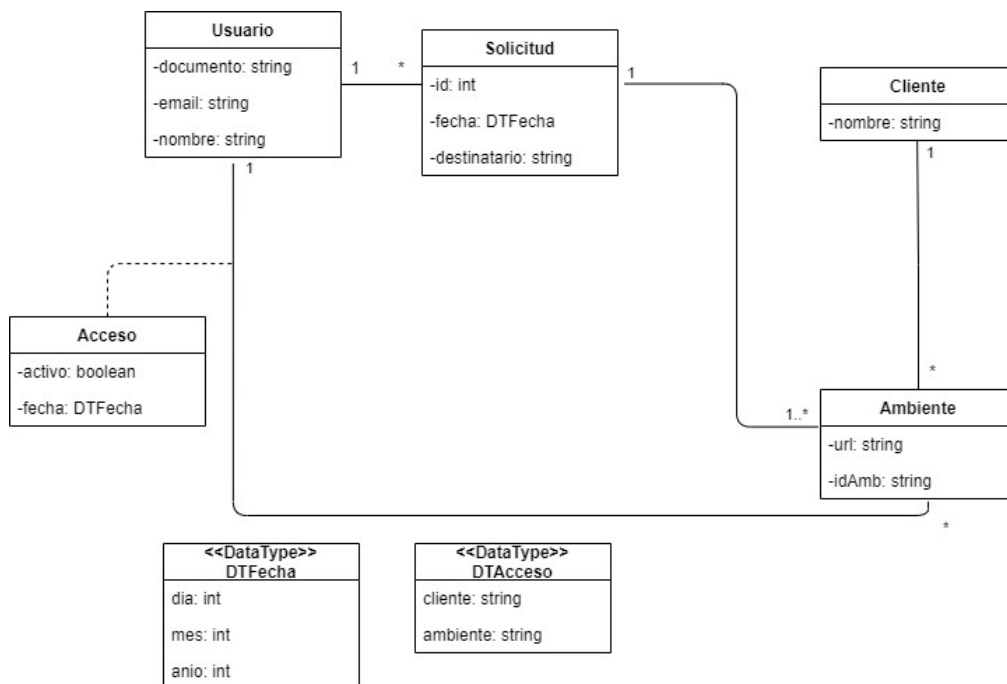 Usuario
-documento: string
-email: string
-nombre: string
1
*
Solicitud
-id: int
-fecha: DTFecha
-destinatario: string
1
Cliente
-nombre: string
1
1
Acceso
-activo: boolean
-fecha: DTFecha
*
1..*
Ambiente
-url: string
-idAmb: string
*
<<DataType>>
DTFecha
dia: int
mes: int
anio: int
<<DataType>>
DTAcceso
cliente: string
ambiente: string